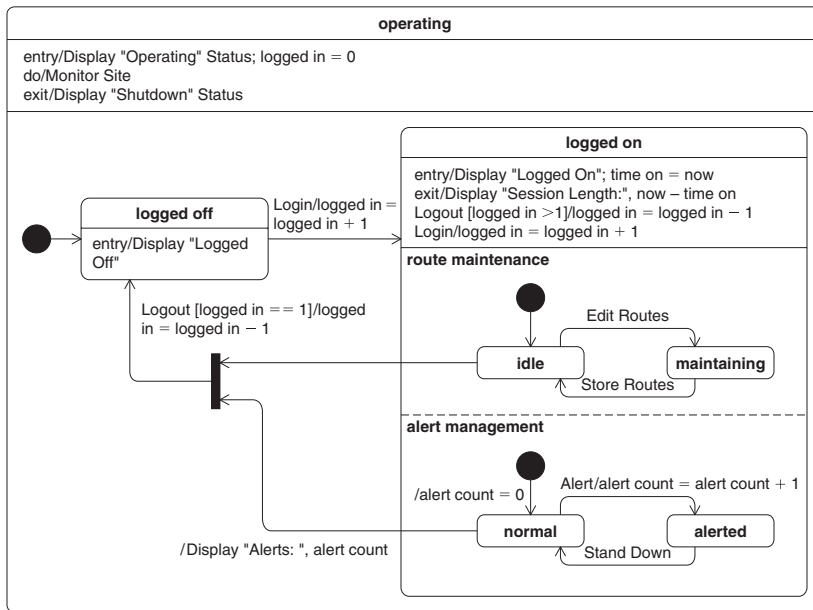 operating
entry/Display "Operating" Status; logged in = 0
do/Monitor Site
exit/Display "Shutdown" Status
logged on
entry/Display "Logged On"; time on = now
exit/Display "Session Length:", now – time on
Logout [logged in >1]/logged in = logged in − 1
Login/logged in = logged in + 1
logged off
entry/Display "Logged
Off"
Login/logged in =
logged in + 1
route maintenance
Logout [logged in == 1]/logged
in = logged in − 1
Edit Routes
idle
maintaining
Store Routes
alert management
/alert count = 0
Alert/alert count = alert count + 1
normal
alerted
Stand Down
/Display "Alerts: ", alert count